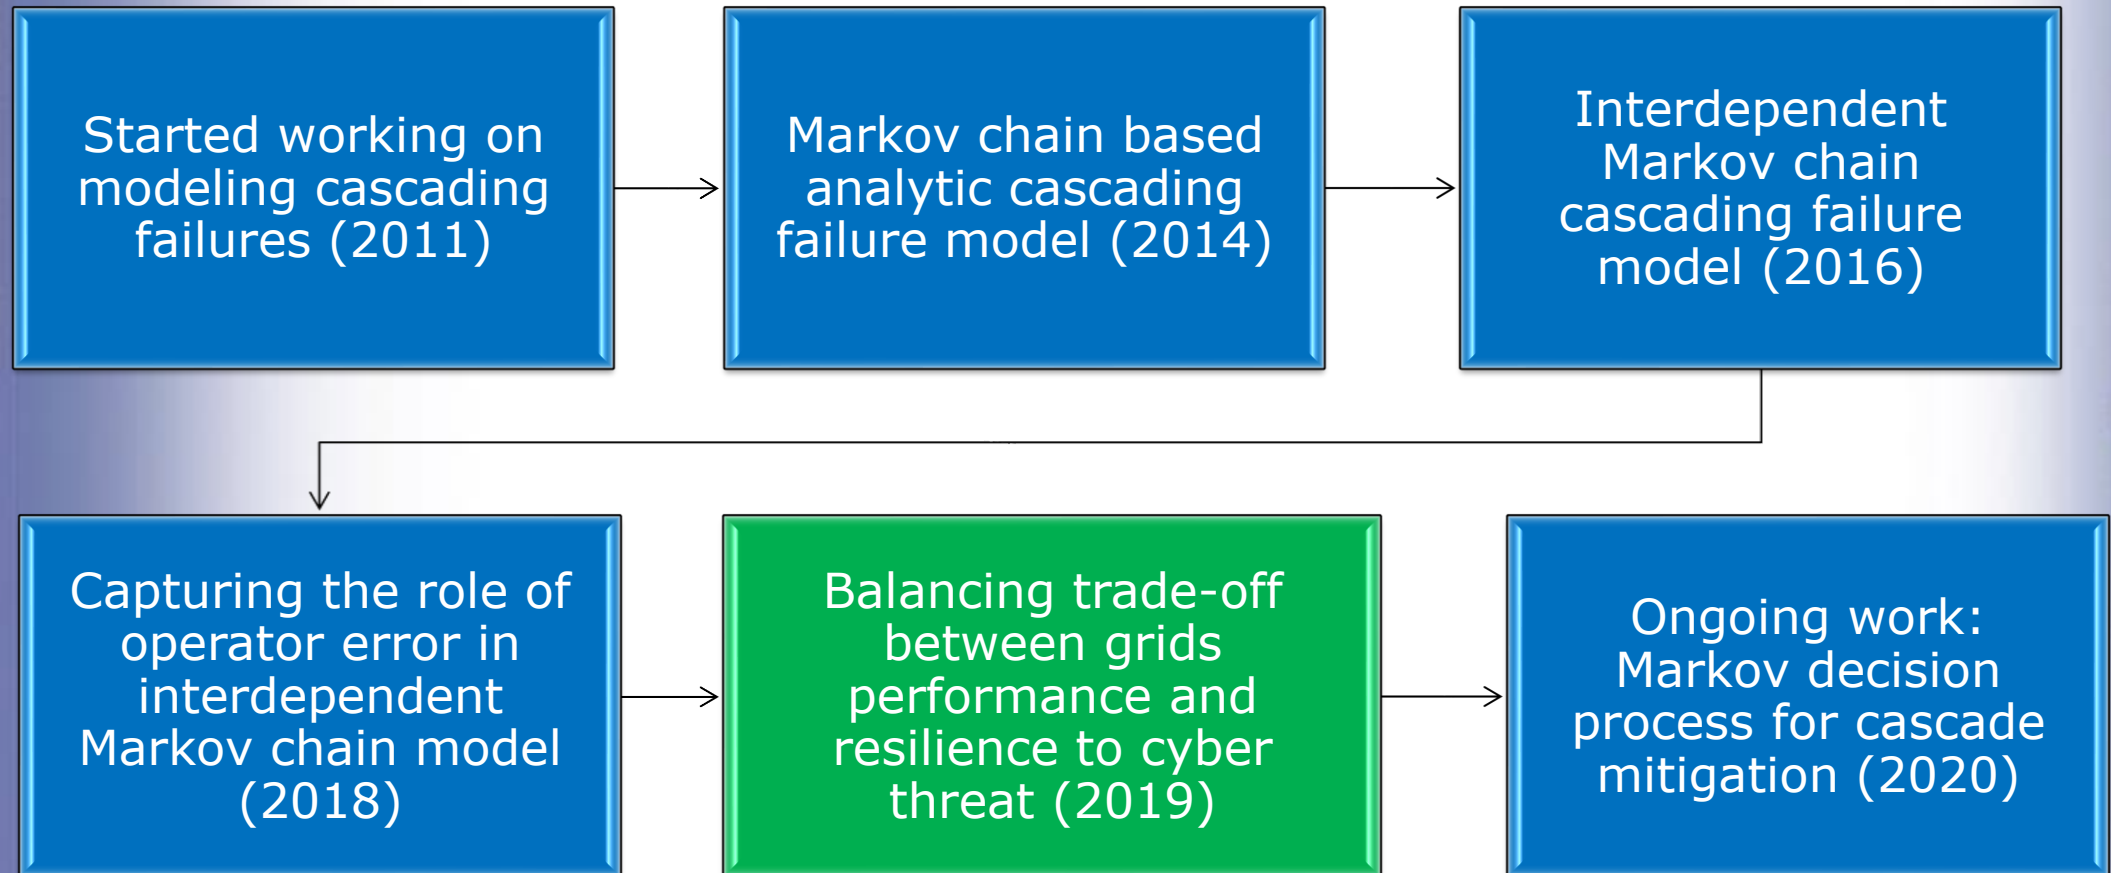 Started working on
modeling cascading
failures (2011)
Markov chain based
analytic cascading
failure model (2014)
Interdependent
Markov chain
cascading failure
model (2016)
Capturing the role of
operator error in
interdependent
Markov chain model
(2018)
Balancing trade-off
between grids
performance and
resilience to cyber
threat (2019)
Ongoing work:
Markov decision
process for cascade
mitigation (2020)